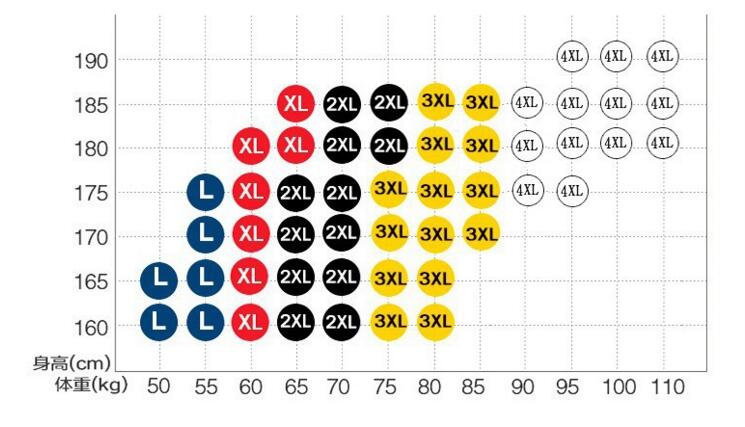 190 4XL 4XL 4XL
185 XL 2XL 2XL 3XL 3XL 4XL 4XL 4XL 4XL
180 XL XL 2XL 2XL 3XL 3XL 4XL 4XL 4XL 4XL
175 L XL 2XL 2XL 3XL 3XL 3XL 4XL 4XL
170 L XL 2XL 2XL 3XL 3XL 3XL
165 L L XL 2XL 2XL 3XL 3XL
160 L L XL 2XL 2XL 3XL 3XL
身高(cm)
体重(kg) 50 55 60 65 70 75 80 85 90 95 100 110